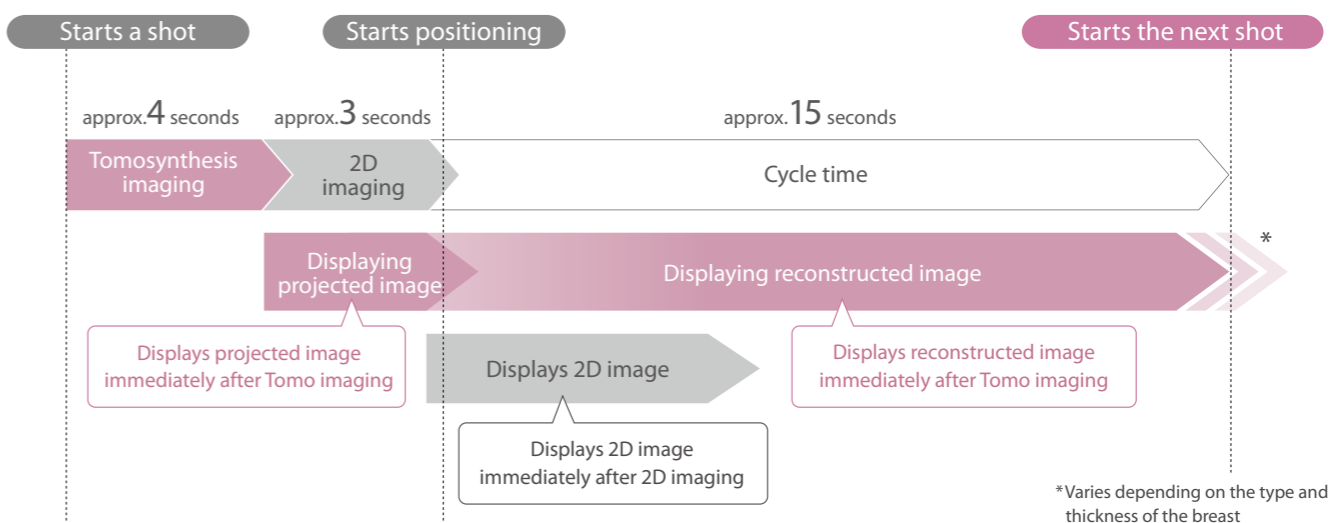 Starts a shot
Starts positioning
Starts the next shot
approx.4 seconds
approx.3 seconds
approx.15 seconds
Tomosynthesis
imaging
2D
imaging
Cycle time
*
Displaying
projected image
Displaying reconstructed image
Displays projected image
immediately after Tomo imaging
Displays 2D image
Displays reconstructed image
immediately after Tomo imaging
Displays 2D image
immediately after 2D imaging
*Varies depending on the type and
thickness of the breast